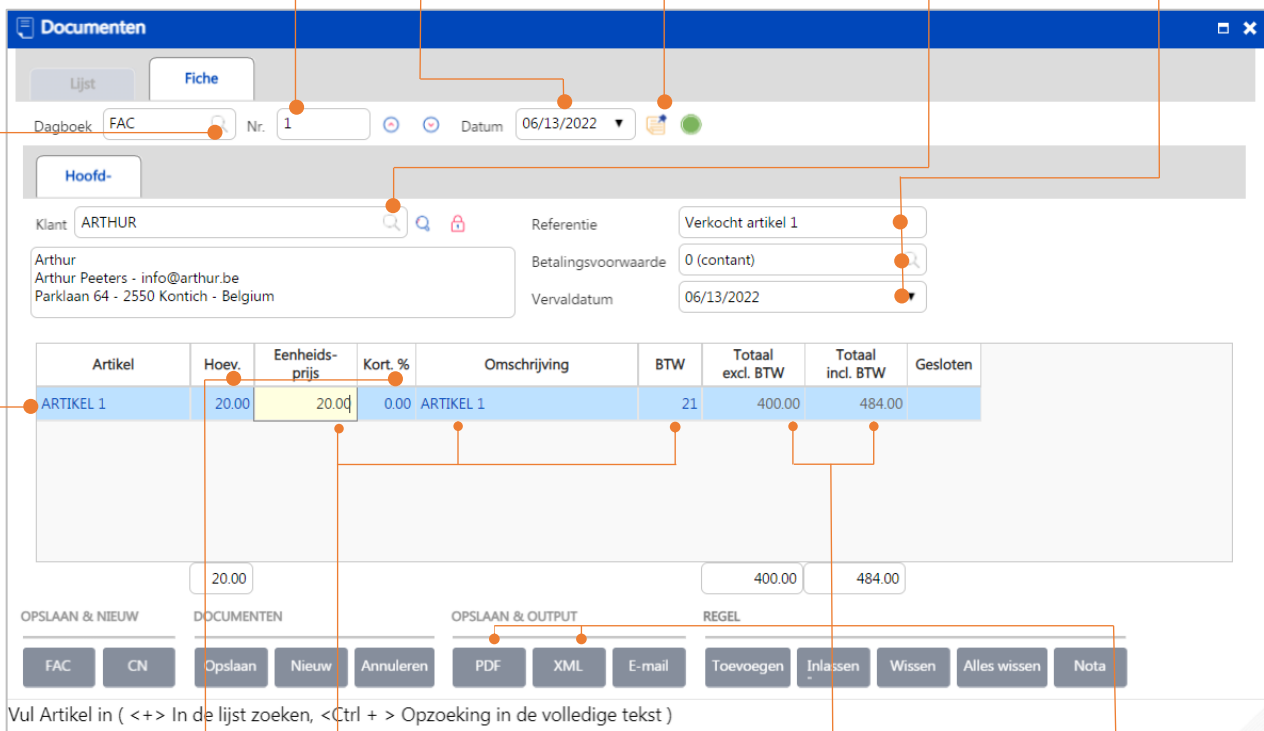 Documenten
Lijst Fiche
Dagboek FAC Nr. 1 Datum 06/13/2022
Hoofd-
Klant ARTHUR Referentie Verkocht artikel 1
Arthur Betalingsvoorwaarde 0 (contant)
Arthur Peeters - info@arthur.be
Parklaan 64 - 2550 Kontich - Belgium Vervaldatum 06/13/2022
Artikel Hoev. Eenheids- Kort. % Omschrijving BTW Totaal Totaal Gesloten
prijs excl. BTW incl. BTW
ARTIKEL 1 20.00 20.00 0.00 ARTIKEL 1 21 400.00 484.00
20.00 400.00 484.00
OPSLAAN & NIEUW DOCUMENTEN OPSLAAN & OUTPUT REGEL
FAC CN Opslaan Nieuw Annuleren PDF XML E-mail Toevoegen Inlassen Wissen Alles wissen Nota
Vul Artikel in ( <+> In de lijst zoeken, <Ctrl + > Opzoeking in de volledige tekst )